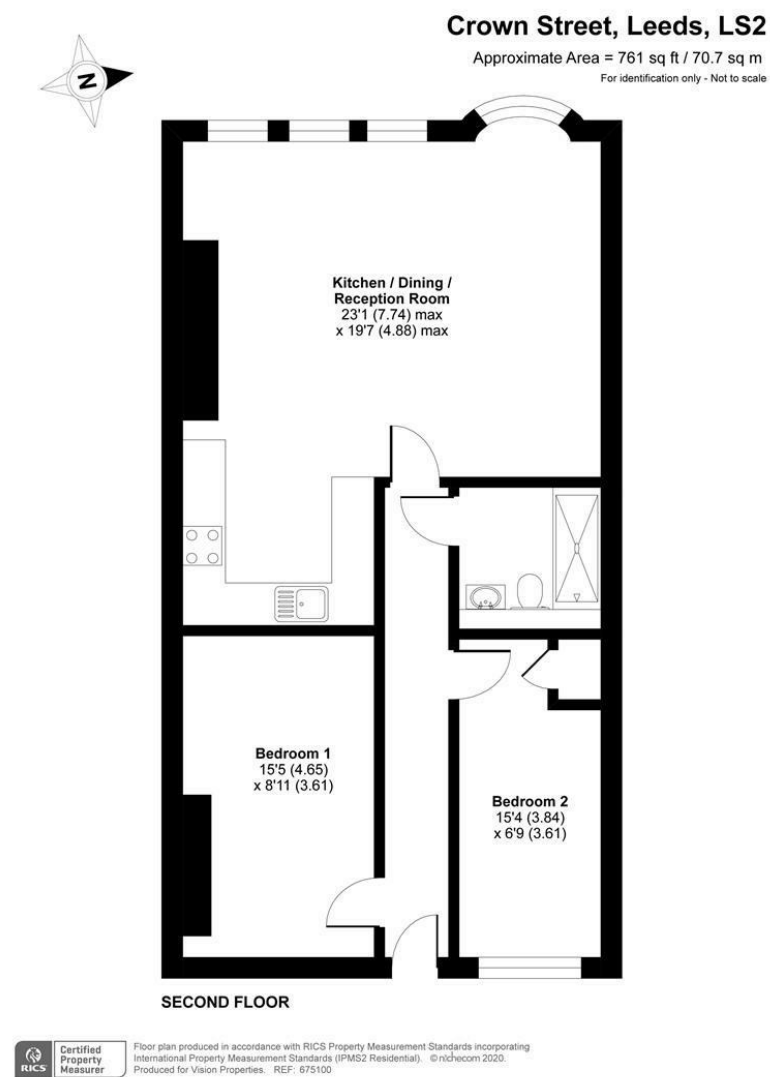 Crown Street, Leeds, LS2
Approximate Area = 761 sq ft / 70.7 sq m
For identification only - Not to scale
N
Kitchen / Dining /
Reception Room
23'1 (7.74) max
x 19'7 (4.88) max
Bedroom 1
15'5 (4.65)
x 8'11 (3.61)
Bedroom 2
15'4 (3.84)
x 6'9 (3.61)
SECOND FLOOR
RICS
Certified
Property
Measurer
Floor plan produced in accordance with RICS Property Measurement Standards incorporating
International Property Measurement Standards (IPMS2 Residential). © nichecom 2020.
Produced for Vision Properties. REF: 675100